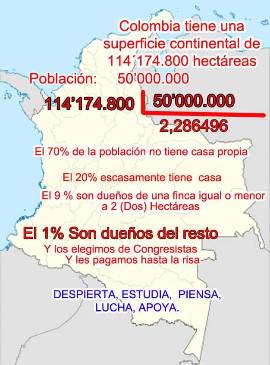 Colombia tiene una
superficie continental de
114´174.800 hectáreas
Población: 50'000.000
114'174.800 50'000.000
2,286496
El 70% de la población no tiene casa propia
El 20% escasamente tiene casa
El 9 % son dueños de una finca igual o menor
a 2 (Dos) Hectáreas
El 1% Son dueños del resto
Y los elegimos de Congresistas
Y les pagamos hasta la risa
DESPIERTA, ESTUDIA, PIENSA,
LUCHA, APOYA.